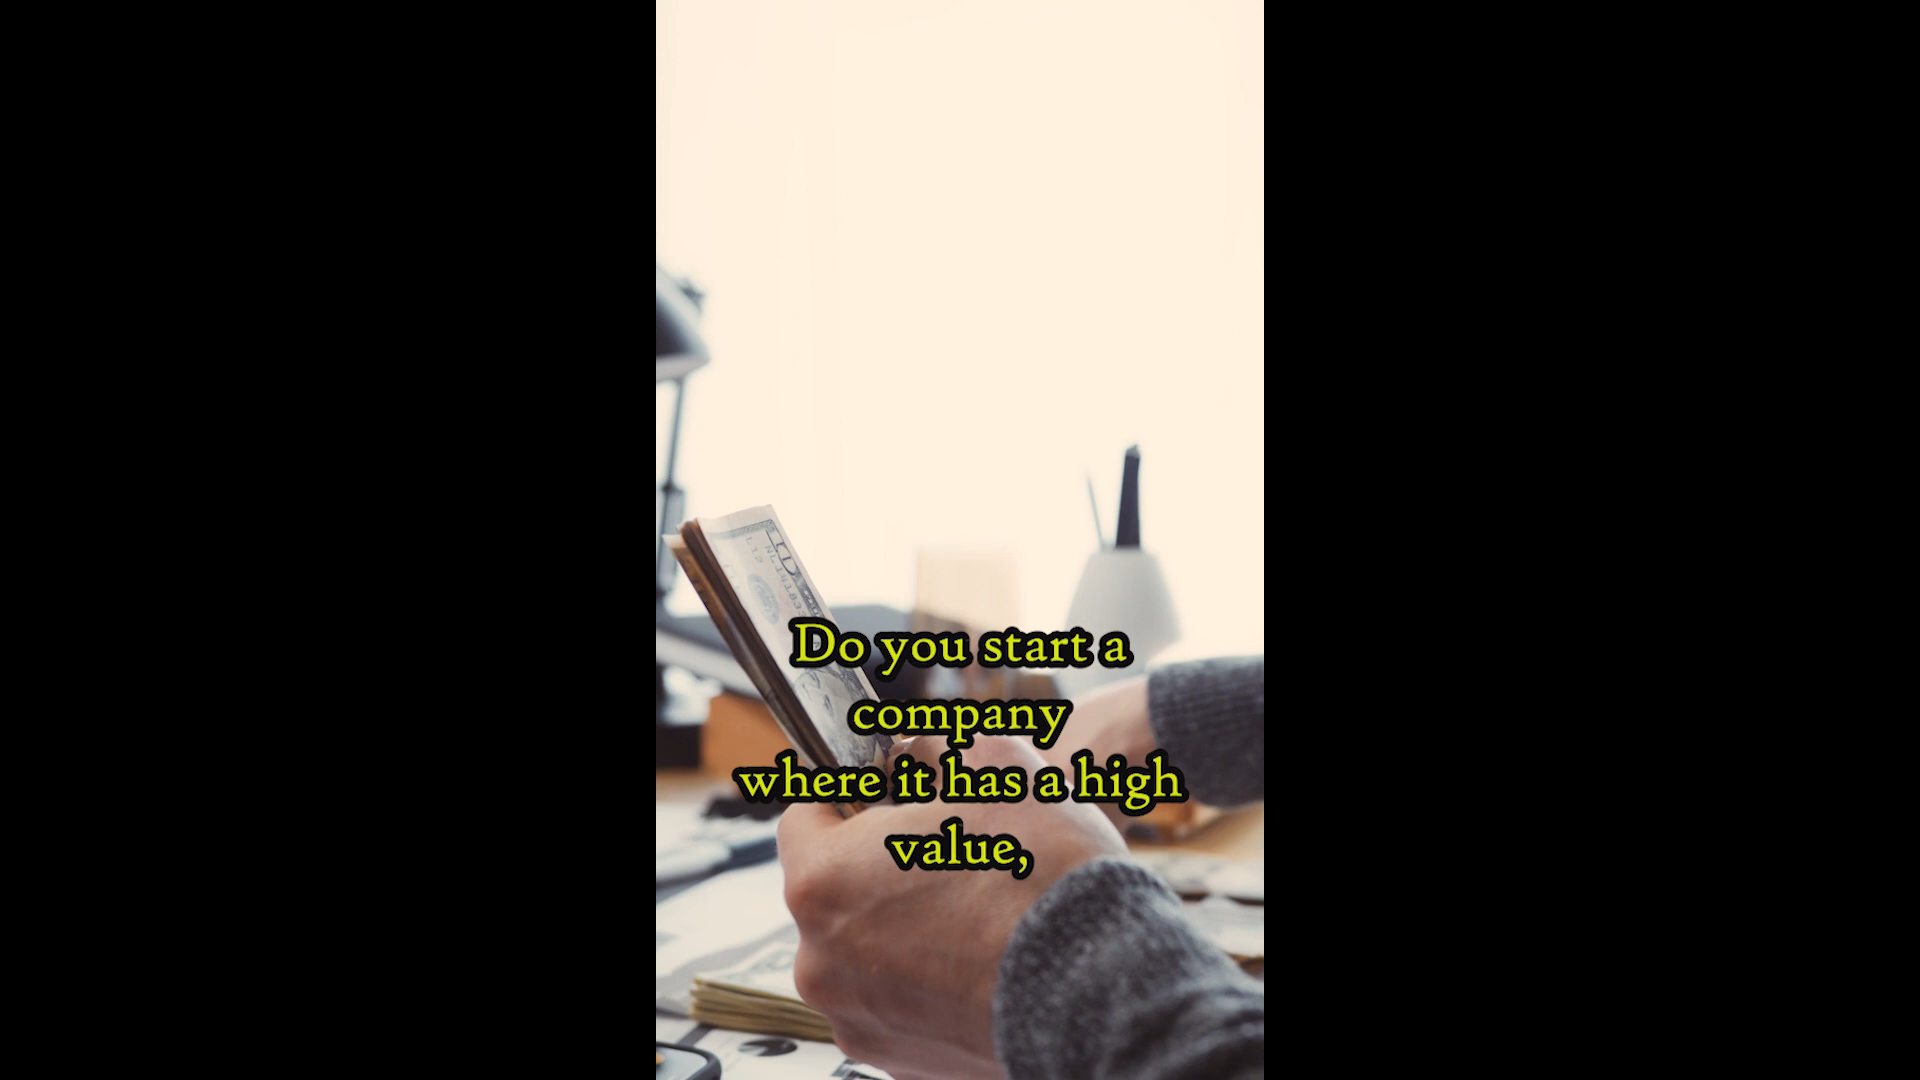 Do you start a
company
where it has a high
value,